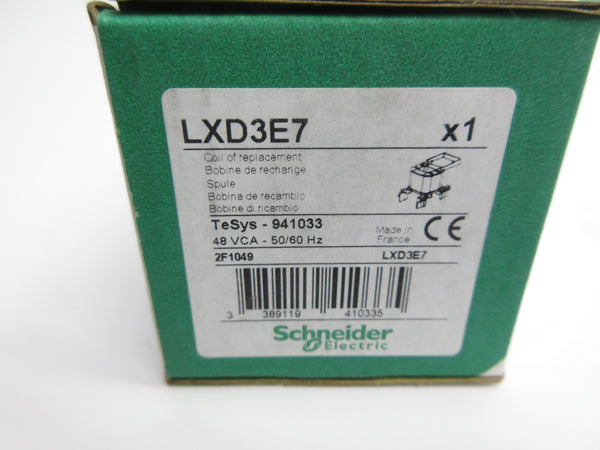 LXD3E7 x1
Coil of replacement
Bobine de rechange
Spule
Bobina de recambio
Bobine di ricambio
TeSys - 941033
48 VCA - 50/60 Hz
Made in
France
CE
2F1049 LXD3E7
3 389119 410335
Schneider
Electric